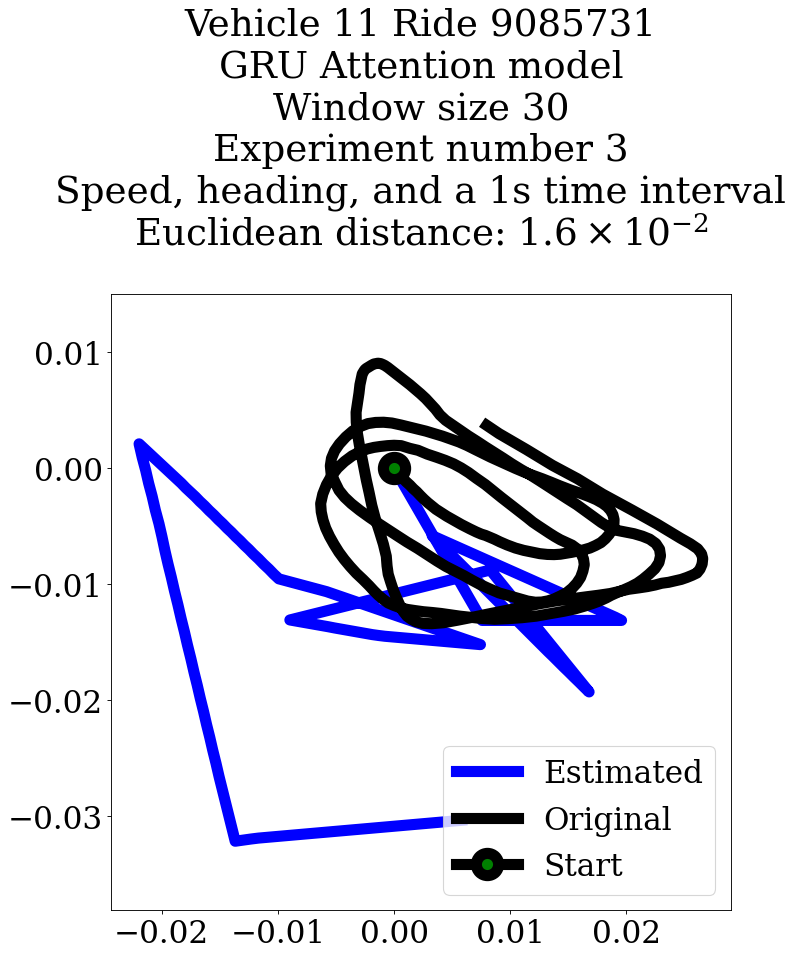 Vehicle 11 Ride 9085731
GRU Attention model
Window size 30
Experiment number 3
Speed, heading, and a 1s time interval
Euclidean distance: $1.6 \times 10^{-2}$
0.01
0.00
−0.01
−0.02
−0.03
Estimated
Original
Start
−0.02 −0.01 0.00 0.01 0.02